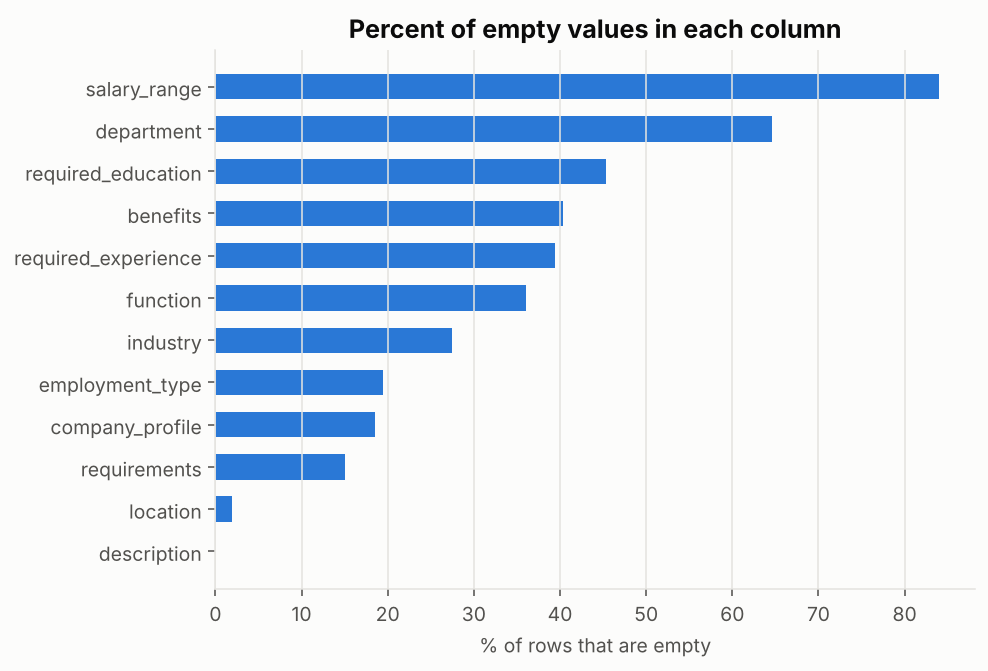 Percent of empty values in each column
salary_range
department
required_education
benefits
required_experience
function
industry
employment_type
company_profile
requirements
location
description
0 10 20 30 40 50 60 70 80
% of rows that are empty